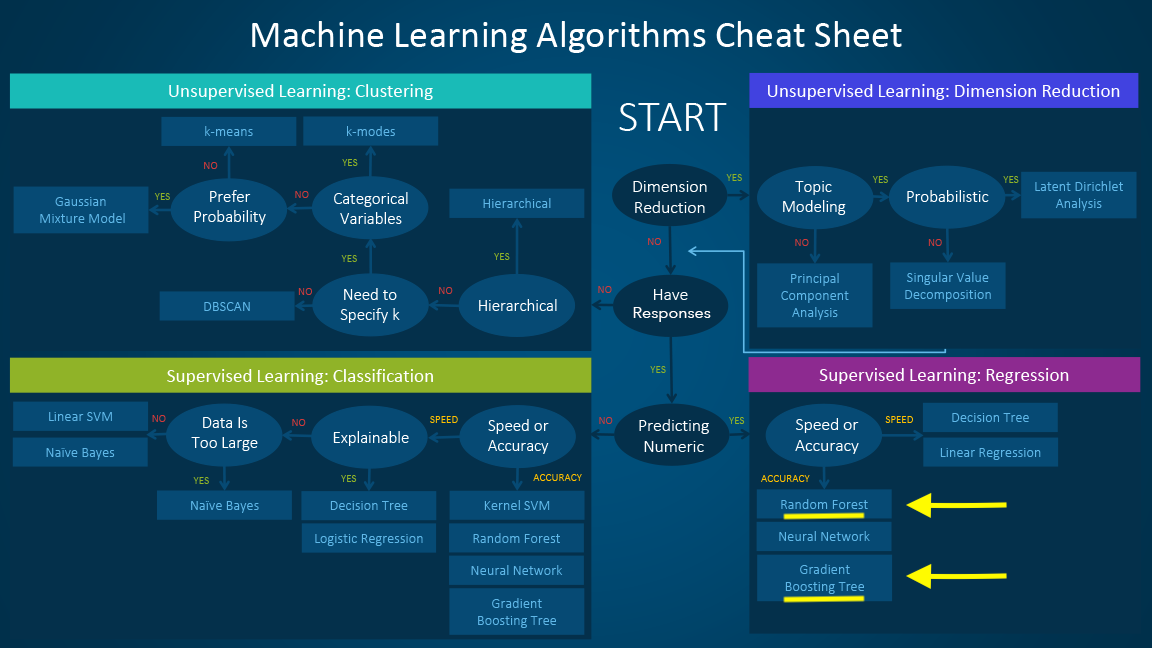 Machine Learning Algorithms Cheat Sheet
Unsupervised Learning: Clustering
k-means
k-modes
NO
YES
Gaussian
Mixture Model
YES
Prefer
Probability
NO
Categorical
Variables
Hierarchical
YES
YES
DBSCAN
NO
Need to
Specify k
NO
Hierarchical
START
Dimension
Reduction
YES
NO
NO
Have
Responses
YES
NO
Predicting
Numeric
YES
Unsupervised Learning: Dimension Reduction
Topic
Modeling
YES
Probabilistic
YES
Latent Dirichlet
Analysis
NO
NO
Principal
Component
Analysis
Singular Value
Decomposition
Supervised Learning: Classification
Linear SVM
Naïve Bayes
NO
Data Is
Too Large
NO
Explainable
SPEED
Speed or
Accuracy
YES
YES
ACCURACY
Naïve Bayes
Decision Tree
Logistic Regression
Kernel SVM
Random Forest
Neural Network
Gradient
Boosting Tree
Supervised Learning: Regression
Speed or
Accuracy
SPEED
Decision Tree
Linear Regression
ACCURACY
Random Forest
Neural Network
Gradient
Boosting Tree